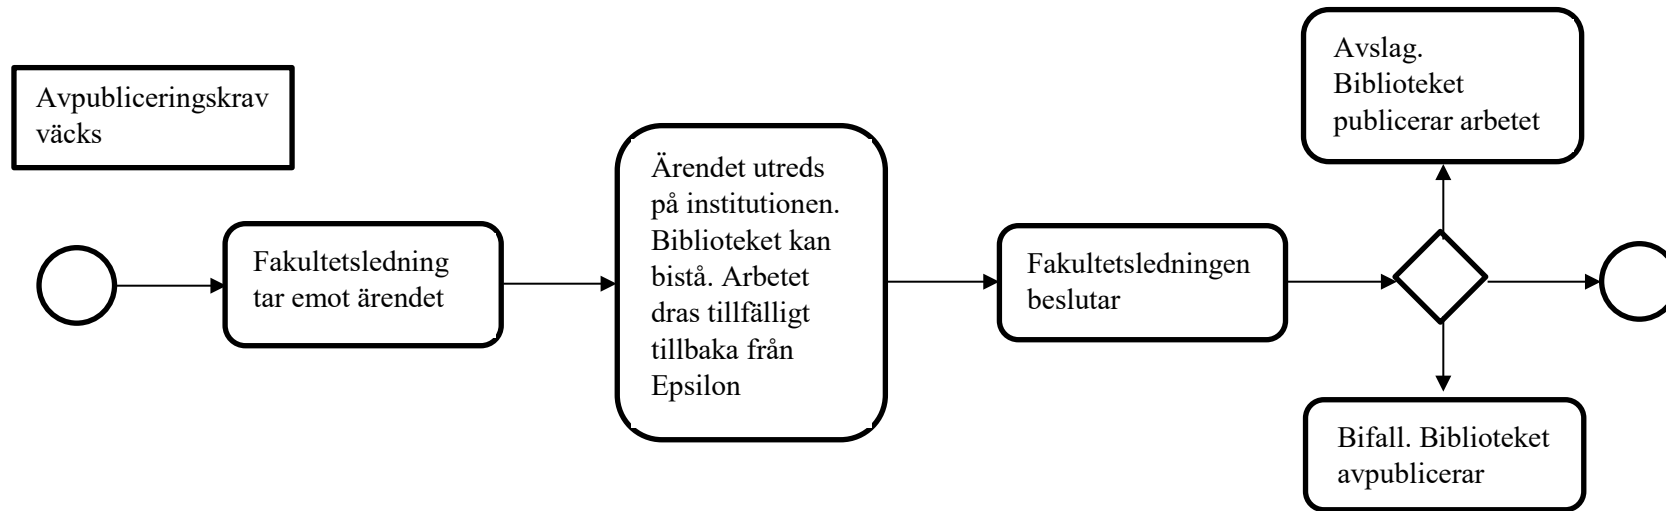 Avpubliceringskrav
väcks
Fakultetsledning
tar emot ärendet
Ärendet utreds
på institutionen.
Biblioteket kan
bistå. Arbetet
dras tillfälligt
tillbaka från
Epsilon
Fakultetsledningen
beslutar
Avslag.
Biblioteket
publicerar arbetet
Bifall. Biblioteket
avpublicerar